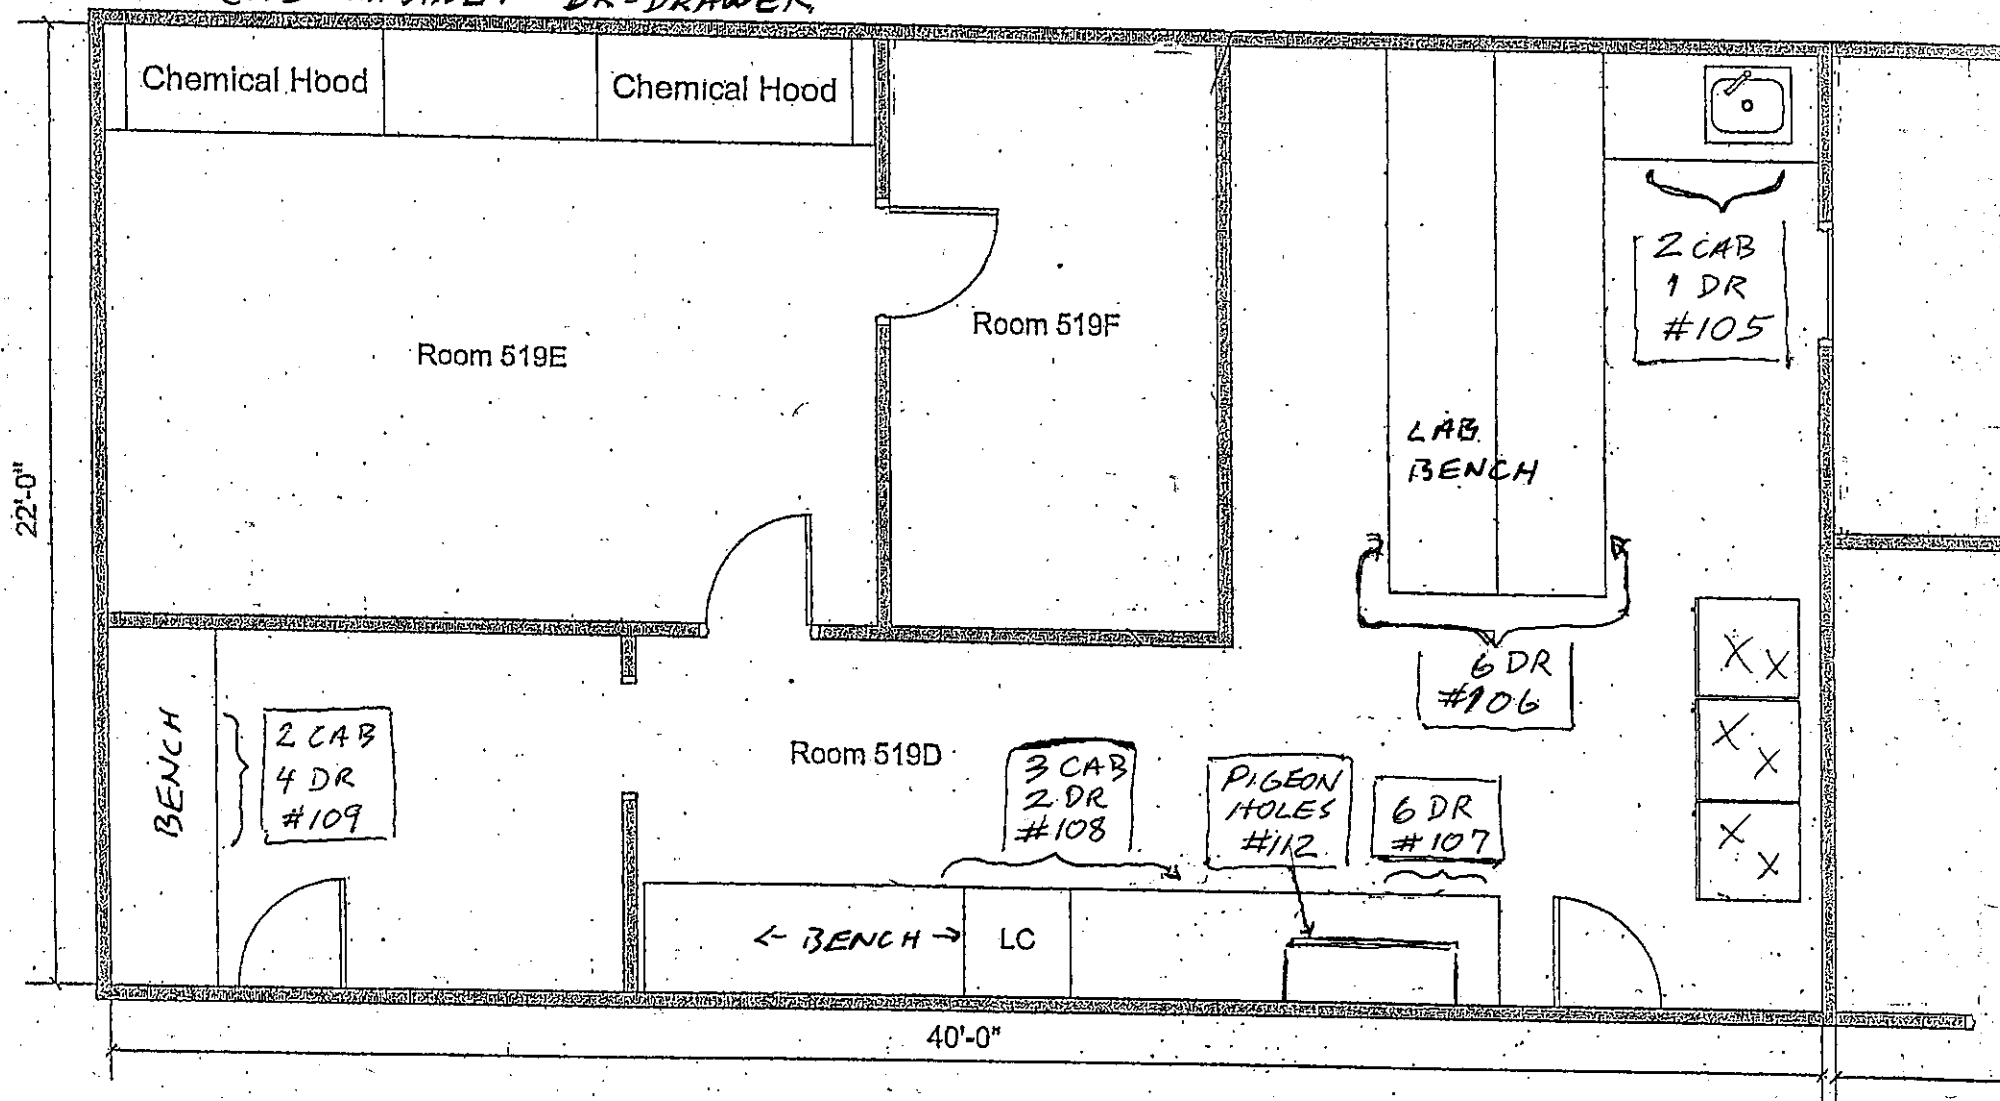 DR-DRAWER
Chemical Hood
Chemical Hood
2 CAB
1 DR
#105
Room 519F
Room 519E
LAB
BENCH
22'-0"
6 DR
#106
BENCH
2 CAB
4 DR
#109
Room 519D
3 CAB
2 DR
#108
PIGEON
HOLES
#112
6 DR
#107
X X
X X
X X
<- BENCH ->
LC
40'-0"